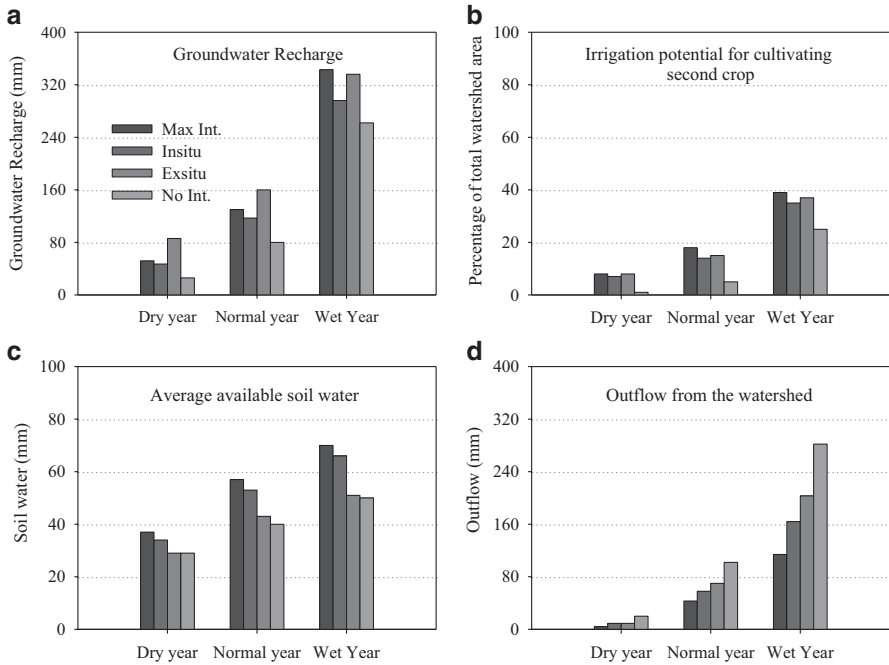 a
Groundwater Recharge
Groundwater Recharge (mm)
400
320
240
160
80
0
Max Int.
Insitu
Exsitu
No Int.
Dry year
Normal year
Wet Year
b
Irrigation potential for cultivating
second crop
Percentage of total watershed area
100
80
60
40
20
0
Dry year
Normal year
Wet Year
c
Average available soil water
Soil water (mm)
100
80
60
40
20
0
Dry year
Normal year
Wet Year
d
Outflow from the watershed
Outflow (mm)
400
320
240
160
80
0
Dry year
Normal year
Wet Year